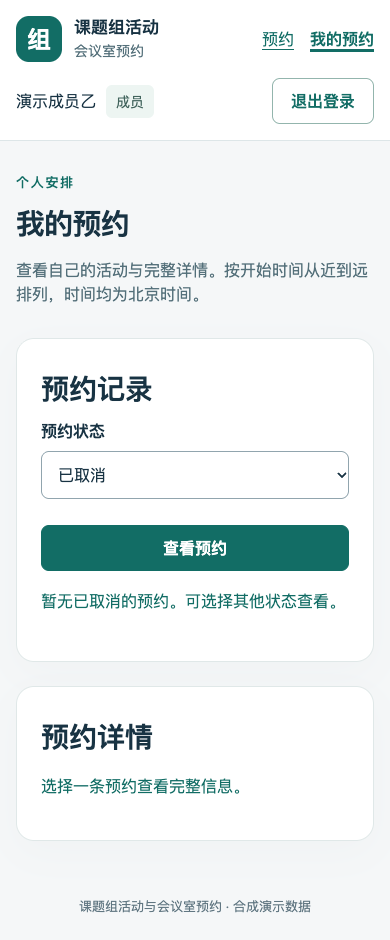 组
课题组活动
会议室预约
预约
我的预约
演示成员乙
成员
退出登录
个人安排
我的预约
查看自己的活动与完整详情。按开始时间从近到远
排列，时间均为北京时间。
预约记录
预约状态
已取消
查看预约
暂无已取消的预约。可选择其他状态查看。
预约详情
选择一条预约查看完整信息。
课题组活动与会议室预约 · 合成演示数据